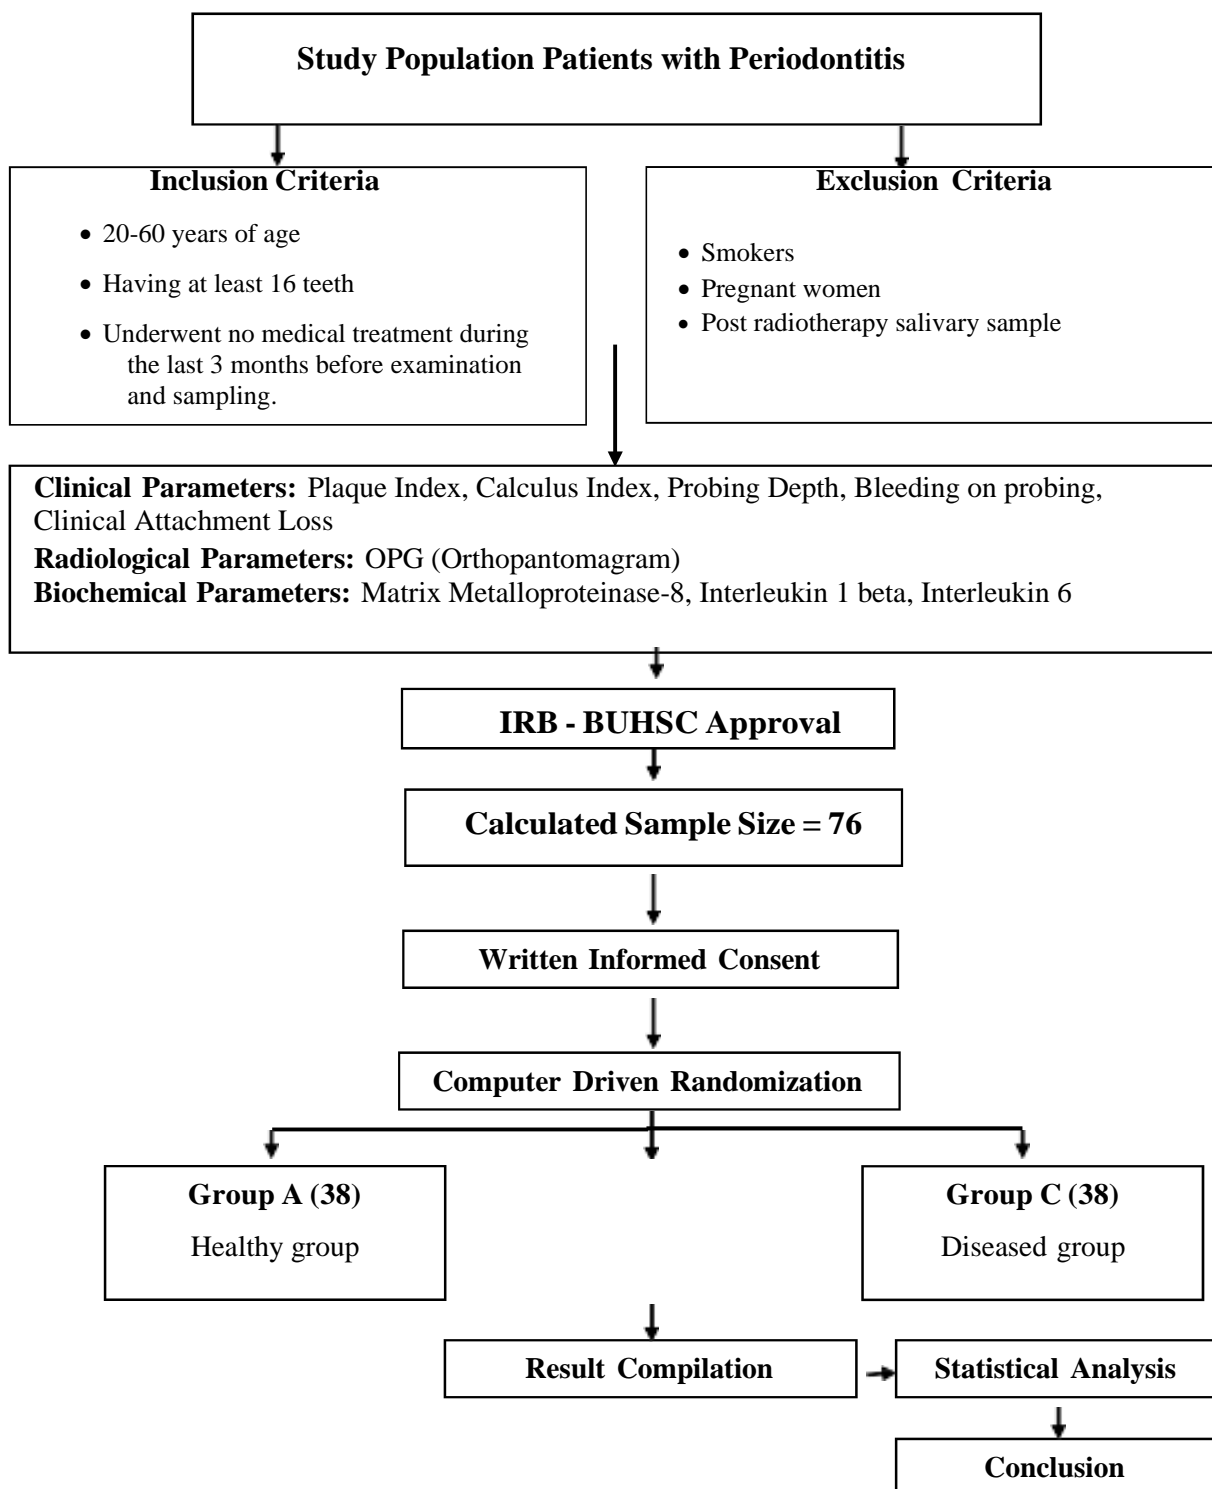 Study Population Patients with Periodontitis
Inclusion Criteria
• 20-60 years of age
• Having at least 16 teeth
• Underwent no medical treatment during
the last 3 months before examination
and sampling.
Exclusion Criteria
• Smokers
• Pregnant women
• Post radiotherapy salivary sample
Clinical Parameters: Plaque Index, Calculus Index, Probing Depth, Bleeding on probing,
Clinical Attachment Loss
Radiological Parameters: OPG (Orthopantomagram)
Biochemical Parameters: Matrix Metalloproteinase-8, Interleukin 1 beta, Interleukin 6
IRB - BUHSC Approval
Calculated Sample Size = 76
Written Informed Consent
Computer Driven Randomization
Group A (38)
Healthy group
Group C (38)
Diseased group
Result Compilation
Statistical Analysis
Conclusion